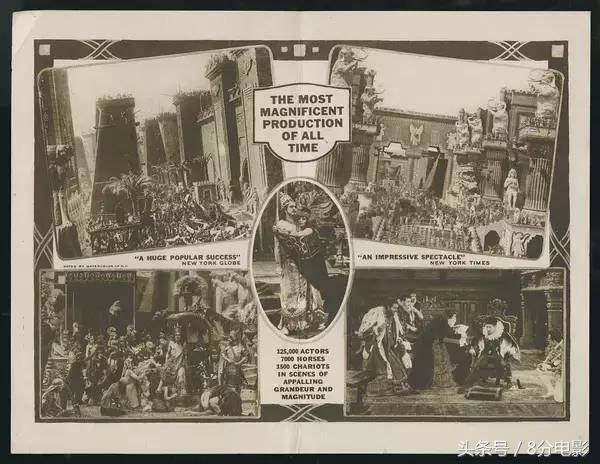 THE MOST
MAGNIFICENT
PRODUCTION
OF ALL
TIME
"A HUGE POPULAR SUCCESS"
NEW YORK GLOBE
"AN IMPRESSIVE SPECTACLE"
NEW YORK TIMES
125,000 ACTORS
7000 HORSES
1500 CHARIOTS
IN SCENES OF
APPALLING
GRANDEUR AND
MAGNITUDE
头条号 / 8分电影